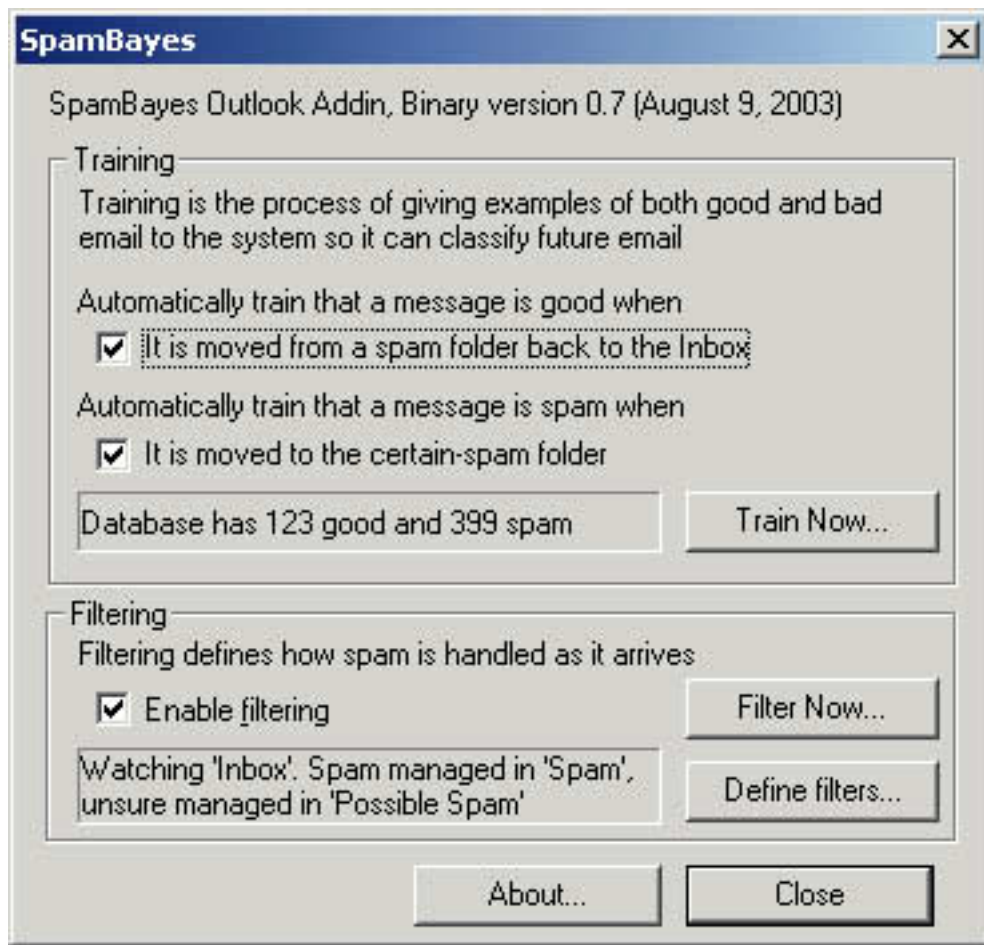 SpamBayes
SpamBayes Outlook Addin, Binary version 0.7 (August 9, 2003)
Training
Training is the process of giving examples of both good and bad
email to the system so it can classify future email
Automatically train that a message is good when
It is moved from a spam folder back to the Inbox
Automatically train that a message is spam when
It is moved to the certain-spam folder
Database has 123 good and 399 spam
Train Now...
Filtering
Filtering defines how spam is handled as it arrives
Enable filtering
Filter Now...
Watching 'Inbox'. Spam managed in 'Spam',
unsure managed in 'Possible Spam'
Define filters...
About...
Close